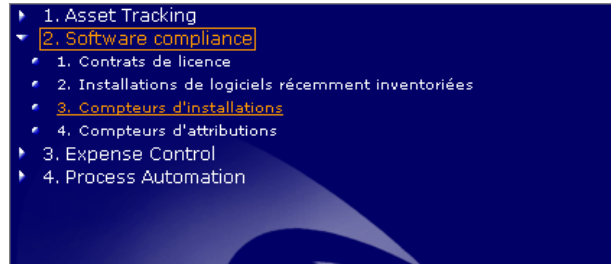 1. Asset Tracking
2. Software compliance
1. Contrats de licence
2. Installations de logiciels récemment inventoriées
3. Compteurs d'installations
4. Compteurs d'attributions
3. Expense Control
4. Process Automation